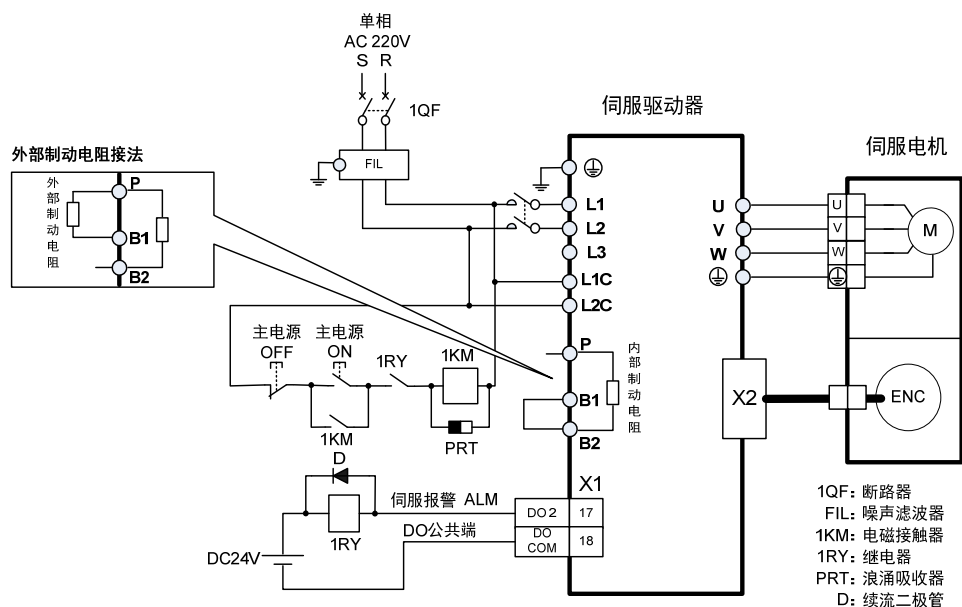 单相
AC 220V
S R
1QF
FIL
外部制动电阻接法
外部制动电阻
P
B1
B2
伺服驱动器
L1
L2
L3
L1C
L2C
P
B1
B2
内部制动电阻
U
V
W
X2
伺服电机
U
V
W
M
ENC
主电源
OFF
主电源
ON
1RY
1KM
1KM
PRT
D
1RY
伺服报警 ALM
DO公共端
DC24V
X1
DO 2 17
DO
COM 18
1QF: 断路器
FIL: 噪声滤波器
1KM: 电磁接触器
1RY: 继电器
PRT: 浪涌吸收器
D: 续流二极管